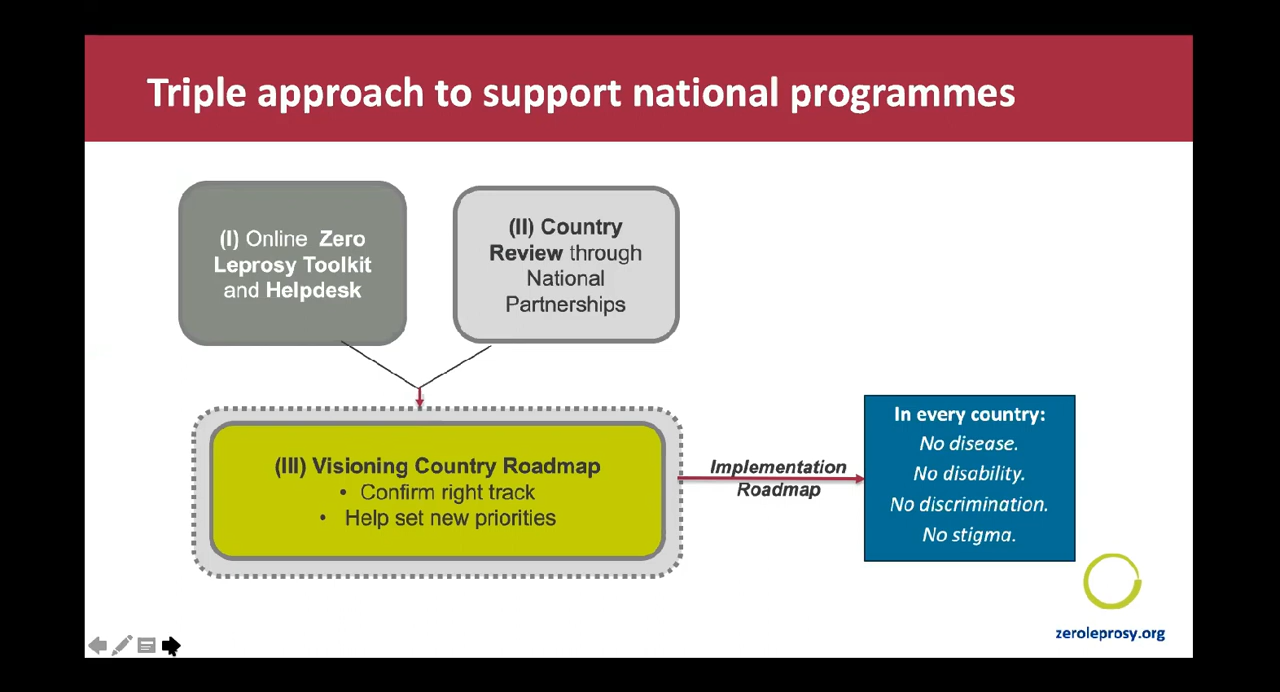 Triple approach to support national programmes
(I) Online Zero
Leprosy Toolkit
and Helpdesk
(II) Country
Review through
National
Partnerships
(III) Visioning Country Roadmap
• Confirm right track
• Help set new priorities
Implementation
Roadmap
In every country:
No disease.
No disability.
No discrimination.
No stigma.
zeroleprosy.org